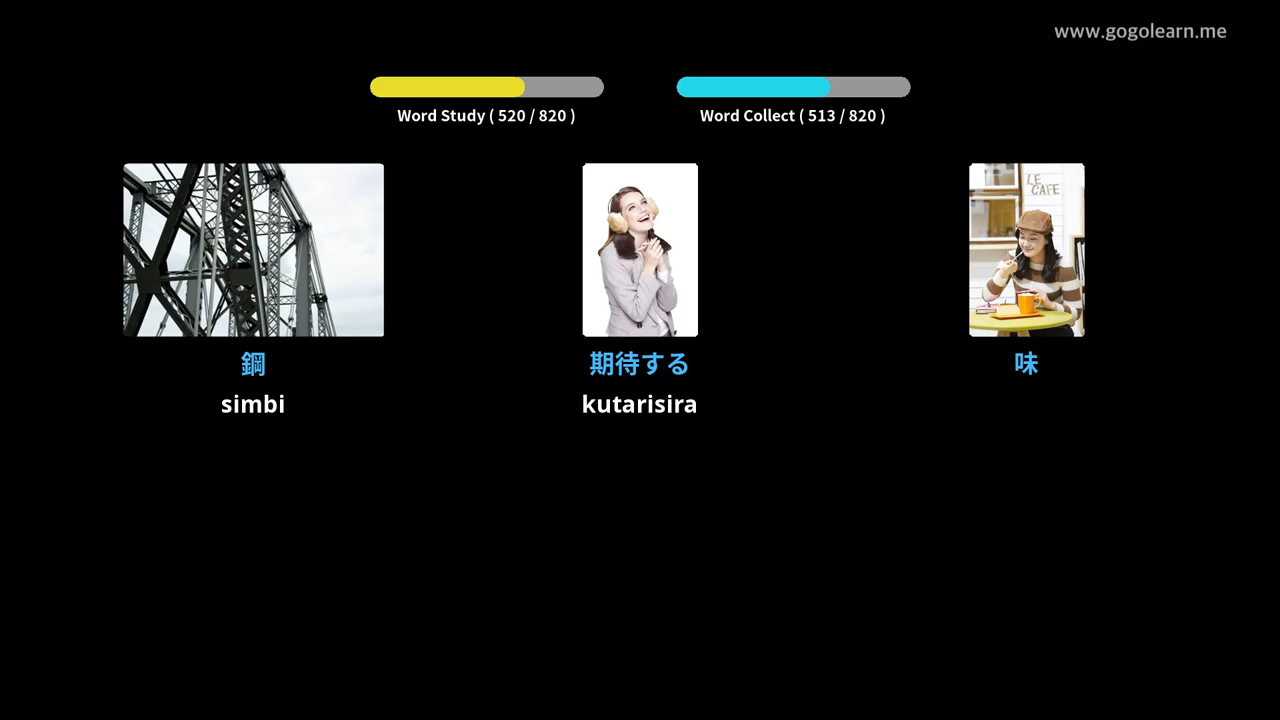 www.gogolearn.me
Word Study ( 520 / 820 )
Word Collect ( 513 / 820 )
LE
CAFE
鋼
期待する
味
simbi
kutarisira